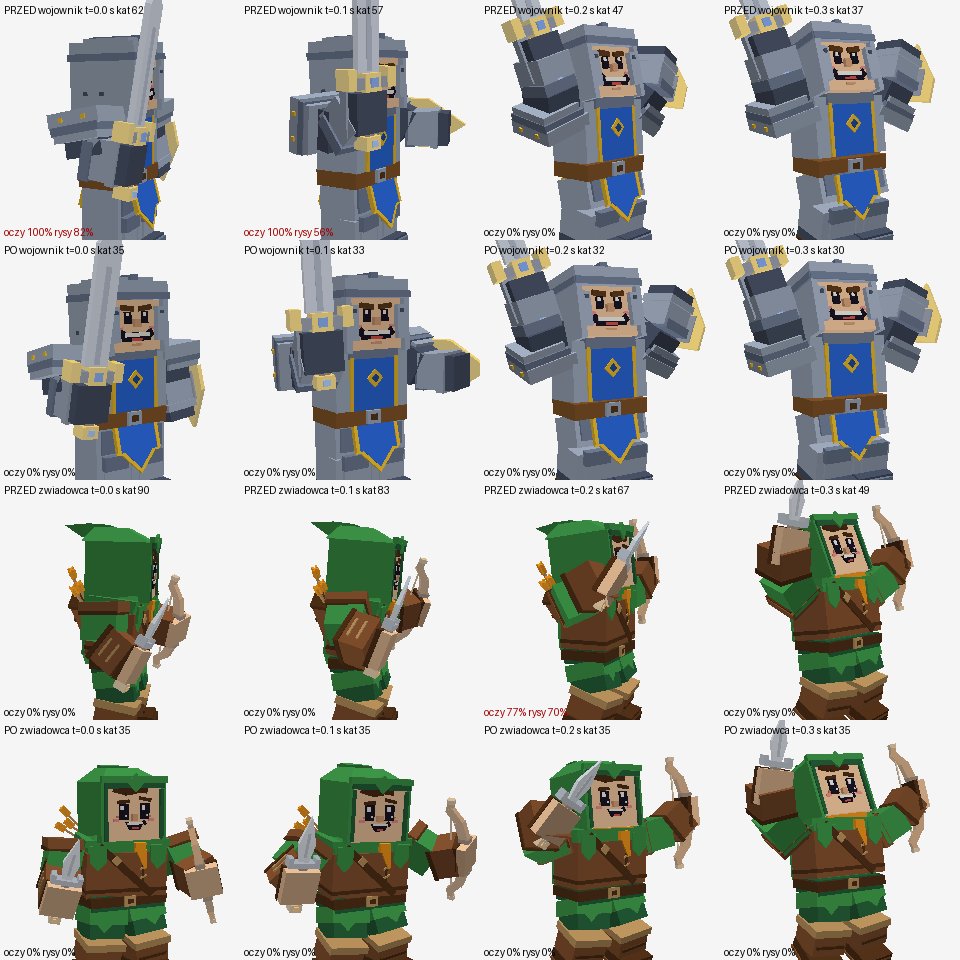 PRZED wojownik t=0.0 s kat 62
PRZED wojownik t=0.1 s kat 57
PRZED wojownik t=0.2 s kat 47
PRZED wojownik t=0.3 s kat 37
oczy 100% rysy 82%
oczy 100% rysy 56%
oczy 0% rysy 0%
oczy 0% rysy 0%
PO wojownik t=0.0 s kat 35
PO wojownik t=0.1 s kat 33
PO wojownik t=0.2 s kat 32
PO wojownik t=0.3 s kat 30
oczy 0% rysy 0%
oczy 0% rysy 0%
oczy 0% rysy 0%
oczy 0% rysy 0%
PRZED zwiadowca t=0.0 s kat 90
PRZED zwiadowca t=0.1 s kat 83
PRZED zwiadowca t=0.2 s kat 67
PRZED zwiadowca t=0.3 s kat 49
oczy 0% rysy 0%
oczy 0% rysy 0%
oczy 77% rysy 70%
oczy 0% rysy 0%
PO zwiadowca t=0.0 s kat 35
PO zwiadowca t=0.1 s kat 35
PO zwiadowca t=0.2 s kat 35
PO zwiadowca t=0.3 s kat 35
oczy 0% rysy 0%
oczy 0% rysy 0%
oczy 0% rysy 0%
oczy 0% rysy 0%